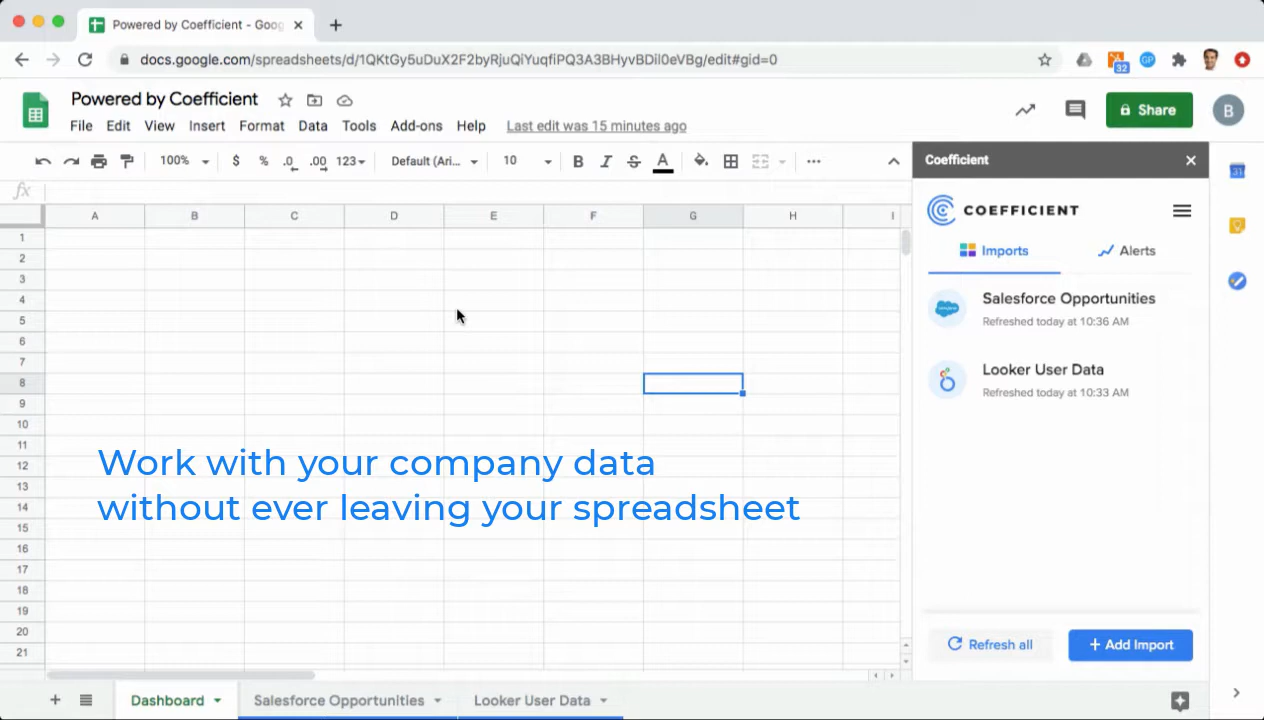 Powered by Coefficient - Goog
docs.google.com/spreadsheets/d/1QKtGy5uDuX2F2byRjuQiYuqfiPQ3A3BHyvBDil0eVBg/edit#gid=0
32
GP
Powered by Coefficient
Share
B
File Edit View Insert Format Data Tools Add-ons Help Last edit was 15 minutes ago
100% $ % .0 .00 123 Default (Ari... 10 B I S A
Coefficient
31
fx
COEFFICIENT
A B C D E F G H I
Imports Alerts
Salesforce Opportunities
Refreshed today at 10:36 AM
Looker User Data
Refreshed today at 10:33 AM
1
2
3
4
5
6
7
8
9
10
11
12
13
14
15
16
17
18
19
20
21
Work with your company data
without ever leaving your spreadsheet
Refresh all
+ Add Import
Dashboard Salesforce Opportunities Looker User Data